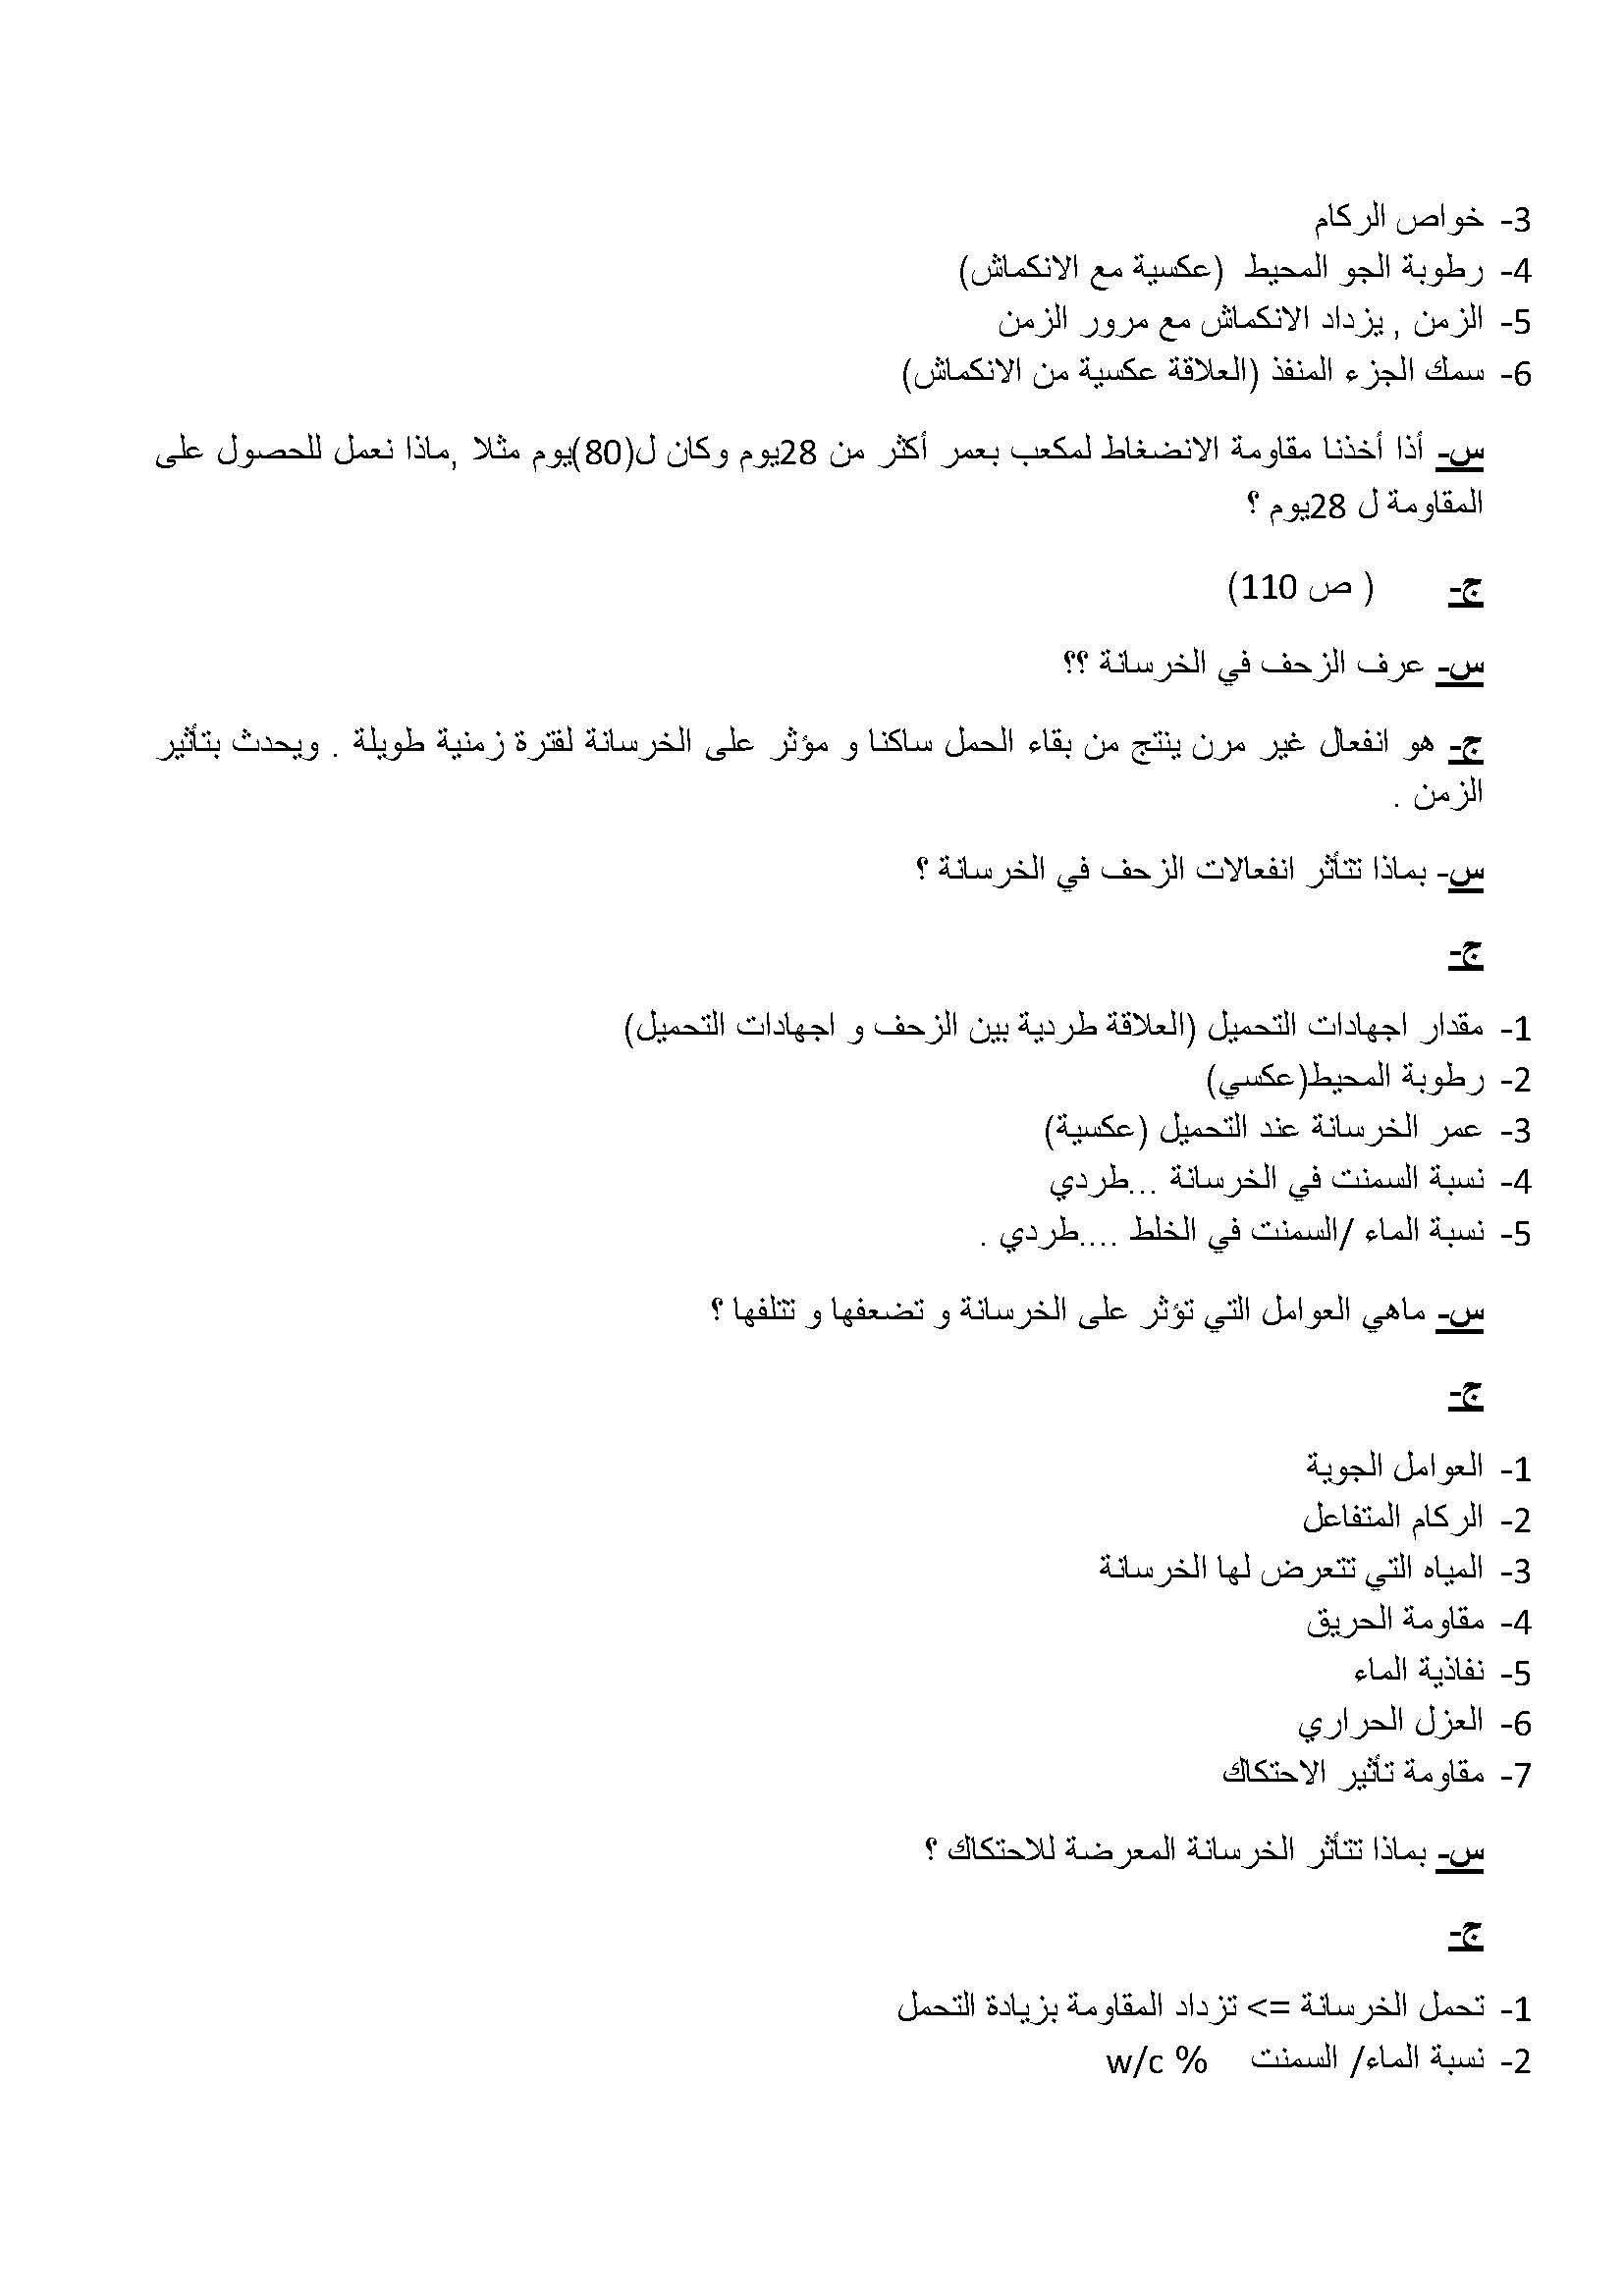 3- خواص الركام
4- رطوبة الجو المحيط (عكسية مع الانكماش)
5- الزمن , يزداد الانكماش مع مرور الزمن
6- سمك الجزء المنفذ (العلاقة عكسية من الانكماش)
س- أذا أخذنا مقاومة الانضغاط لمكعب بعمر أكثر من 28يوم وكان ل(80)يوم مثلا ,ماذا نعمل للحصول على
المقاومة ل 28يوم ؟
ج- ( ص 110)
س- عرف الزحف في الخرسانة ؟؟
ج- هو انفعال غير مرن ينتج من بقاء الحمل ساكنا و مؤثر على الخرسانة لفترة زمنية طويلة . ويحدث بتأثير
الزمن .
س- بماذا تتأثر انفعالات الزحف في الخرسانة ؟
ج-
1- مقدار اجهادات التحميل (العلاقة طردية بين الزحف و اجهادات التحميل)
2- رطوبة المحيط(عكسي)
3- عمر الخرسانة عند التحميل (عكسية)
4- نسبة السمنت في الخرسانة ...طردي
5- نسبة الماء /السمنت في الخلط ....طردي .
س- ماهي العوامل التي تؤثر على الخرسانة و تضعفها و تتلفها ؟
ج-
1- العوامل الجوية
2- الركام المتفاعل
3- المياه التي تتعرض لها الخرسانة
4- مقاومة الحريق
5- نفاذية الماء
6- العزل الحراري
7- مقاومة تأثير الاحتكاك
س- بماذا تتأثر الخرسانة المعرضة للاحتكاك ؟
ج-
1- تحمل الخرسانة => تزداد المقاومة بزيادة التحمل
2- نسبة الماء/ السمنت w/c %